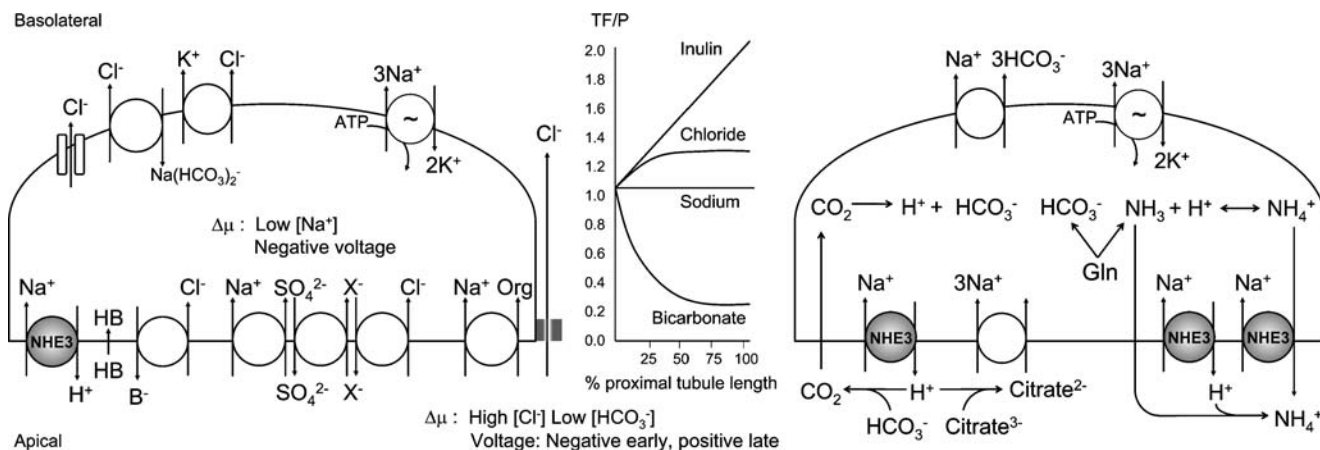 Basolateral
Cl⁻
Cl⁻
K⁺
Cl⁻
Na(HCO₃)₂⁻
3Na⁺
ATP
~
2K⁺
Cl⁻
Δμ : Low [Na⁺]
Negative voltage
Na⁺
HB
Cl⁻
Na⁺
SO₄²⁻
X⁻
Cl⁻
Na⁺
Org
NHE3
H⁺
HB
B⁻
SO₄²⁻
X⁻
Δμ : High [Cl⁻] Low [HCO₃⁻]
Voltage: Negative early, positive late
Apical
TF/P
2.0
1.8
1.6
1.4
1.2
1.0
0.6
0.4
0.2
0.0
Inulin
Chloride
Sodium
Bicarbonate
25
50
75
100
% proximal tubule length
Na⁺
3HCO₃⁻
3Na⁺
ATP
~
2K⁺
CO₂
H⁺ + HCO₃⁻
HCO₃⁻
NH₃ + H⁺
NH₄⁺
Gln
Na⁺
3Na⁺
Na⁺
Na⁺
NHE3
NHE3
NHE3
CO₂
H⁺
Citrate²⁻
H⁺
HCO₃⁻
Citrate³⁻
NH₄⁺